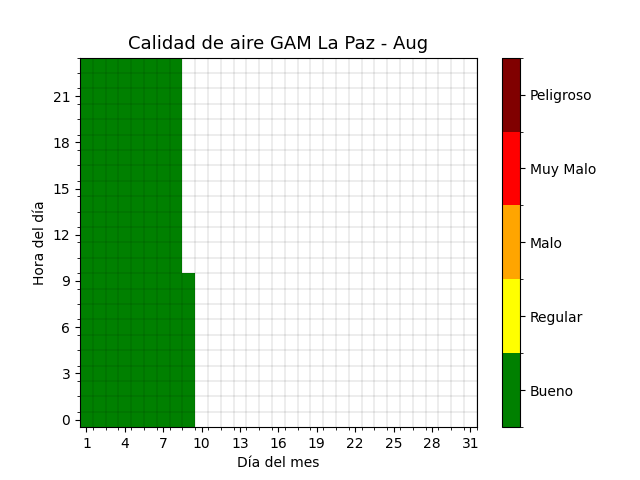 Calidad de aire GAM La Paz - Aug
Hora del día
21
18
15
12
9
6
3
0
1 4 7 10 13 16 19 22 25 28 31
Día del mes
Peligroso
Muy Malo
Malo
Regular
Bueno